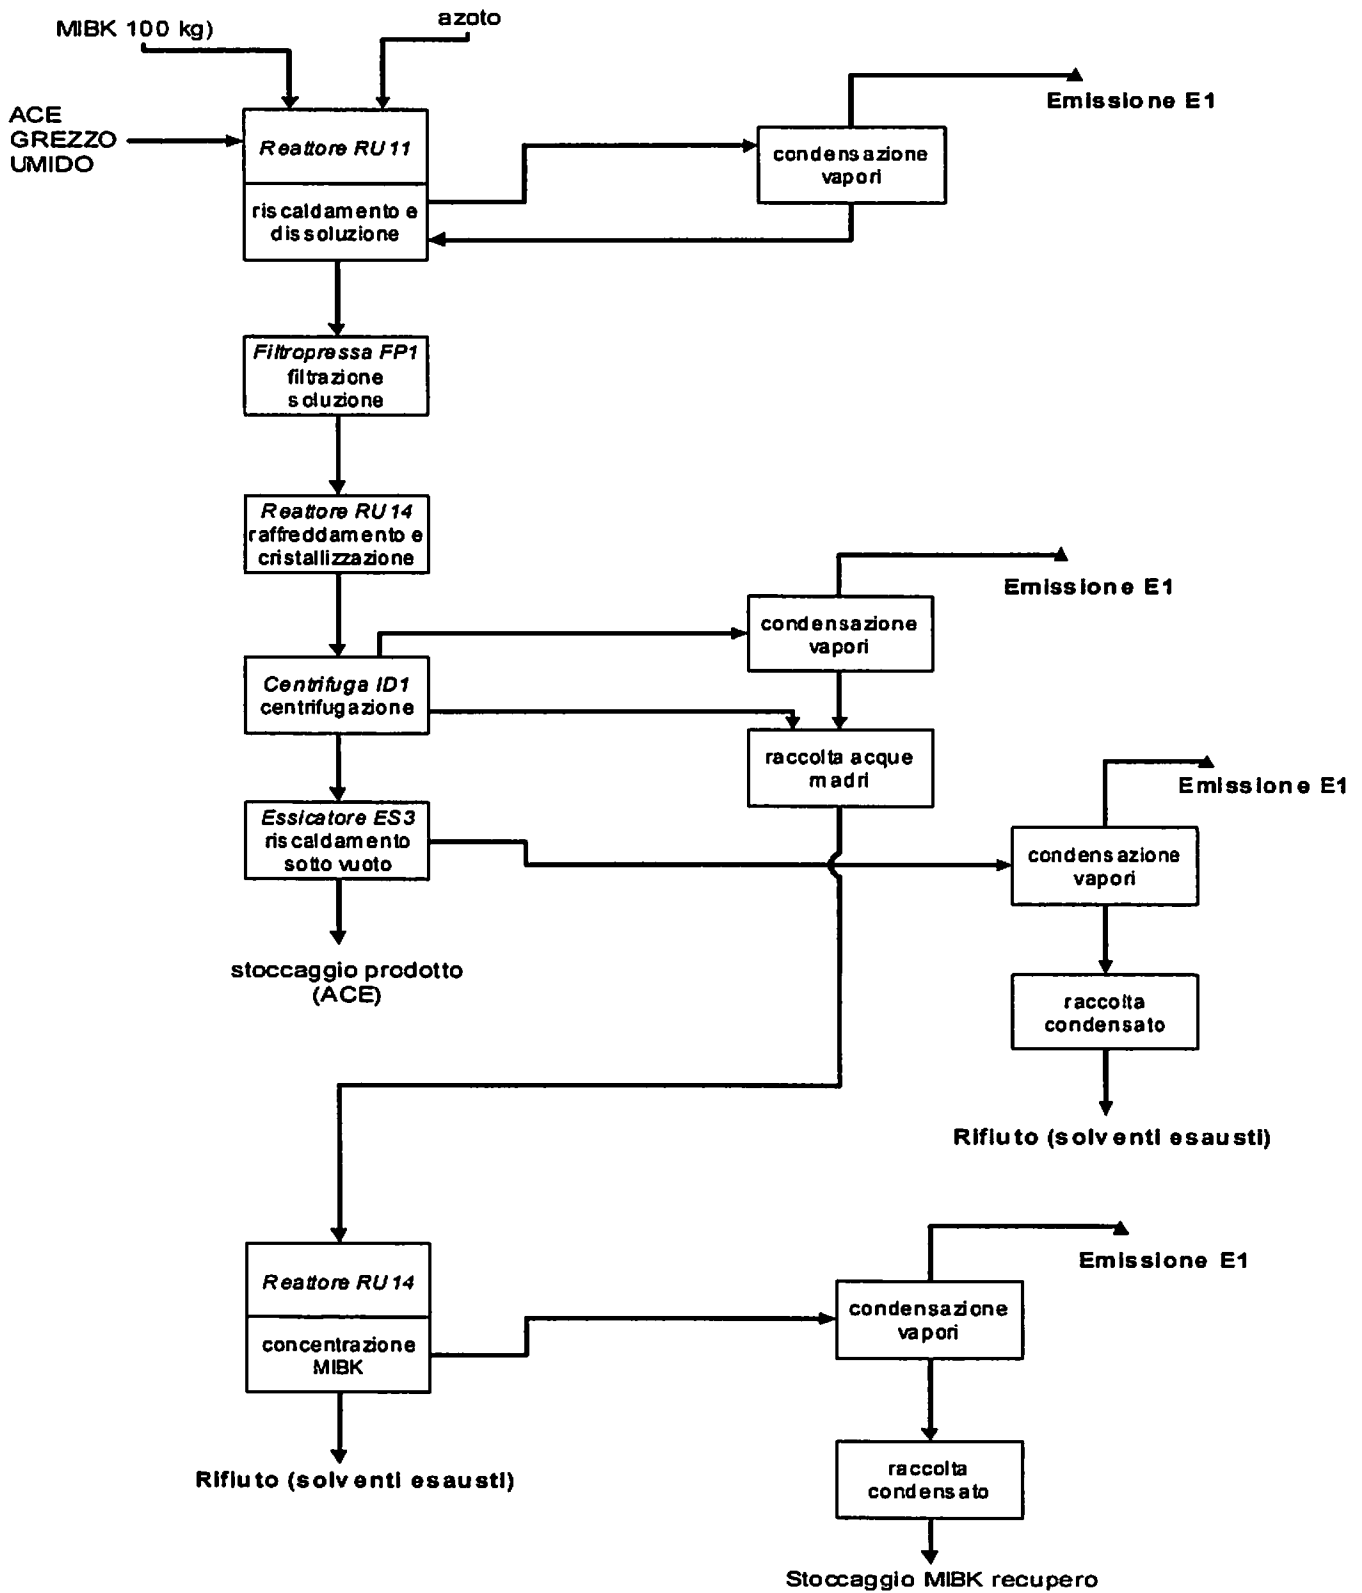 MIBK 100 kg)
azoto
Emissione E1
ACE
GREZZO
UMIDO
Reattore RU11
riscaldamento e
dissoluzione
condensazione
vapori
Filtropressa FP1
filtrazione
soluzione
Reattore RU14
raffreddamento e
cristallizzazione
Emissione E1
condensazione
vapori
Centrifuga ID1
centrifugazione
raccolta acque
madri
Emissione E1
Essicatore ES3
riscaldamento
sotto vuoto
condensazione
vapori
stoccaggio prodotto
(ACE)
raccolta
condensato
Rifiuto (solventi esausti)
Reattore RU14
concentrazione
MIBK
Emissione E1
condensazione
vapori
Rifiuto (solventi esausti)
raccolta
condensato
Stoccaggio MIBK recupero